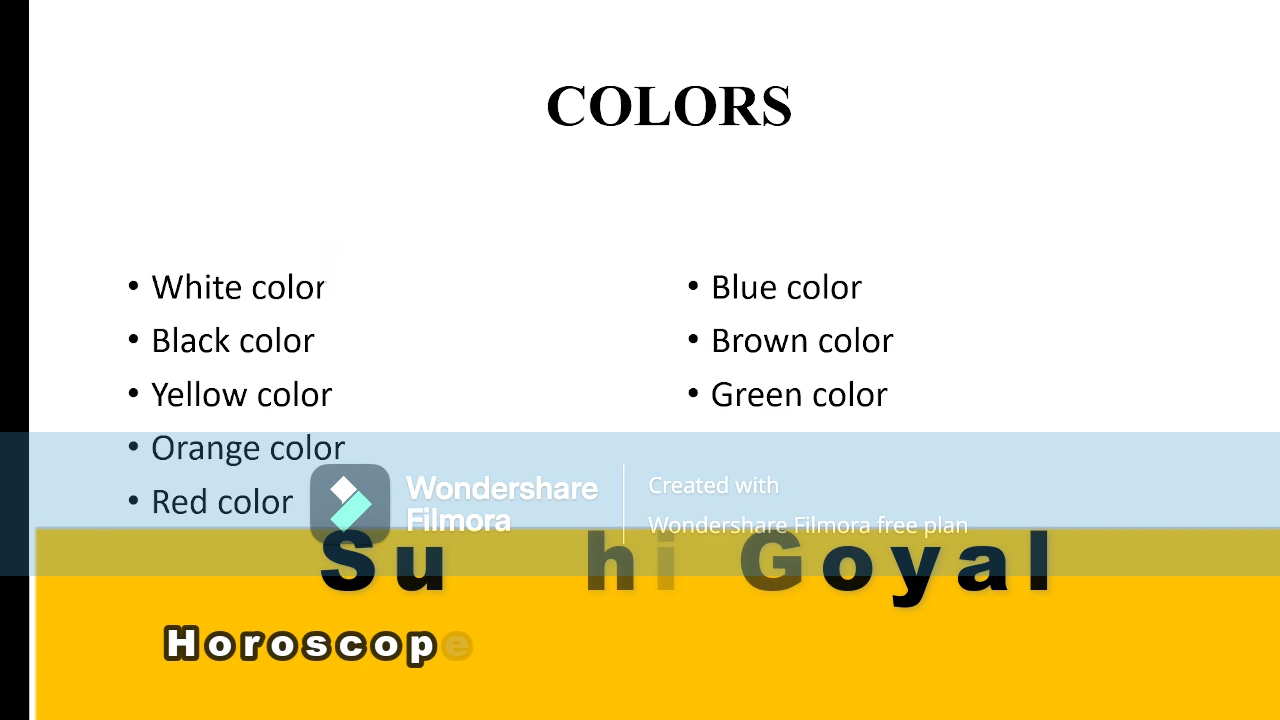 COLORS
• White color
• Black color
• Yellow color
• Orange color
• Red color
• Blue color
• Brown color
• Green color
Wondershare
Filmora
Created with
Wondershare Filmora free plan
Su hi Goyal
Horoscope